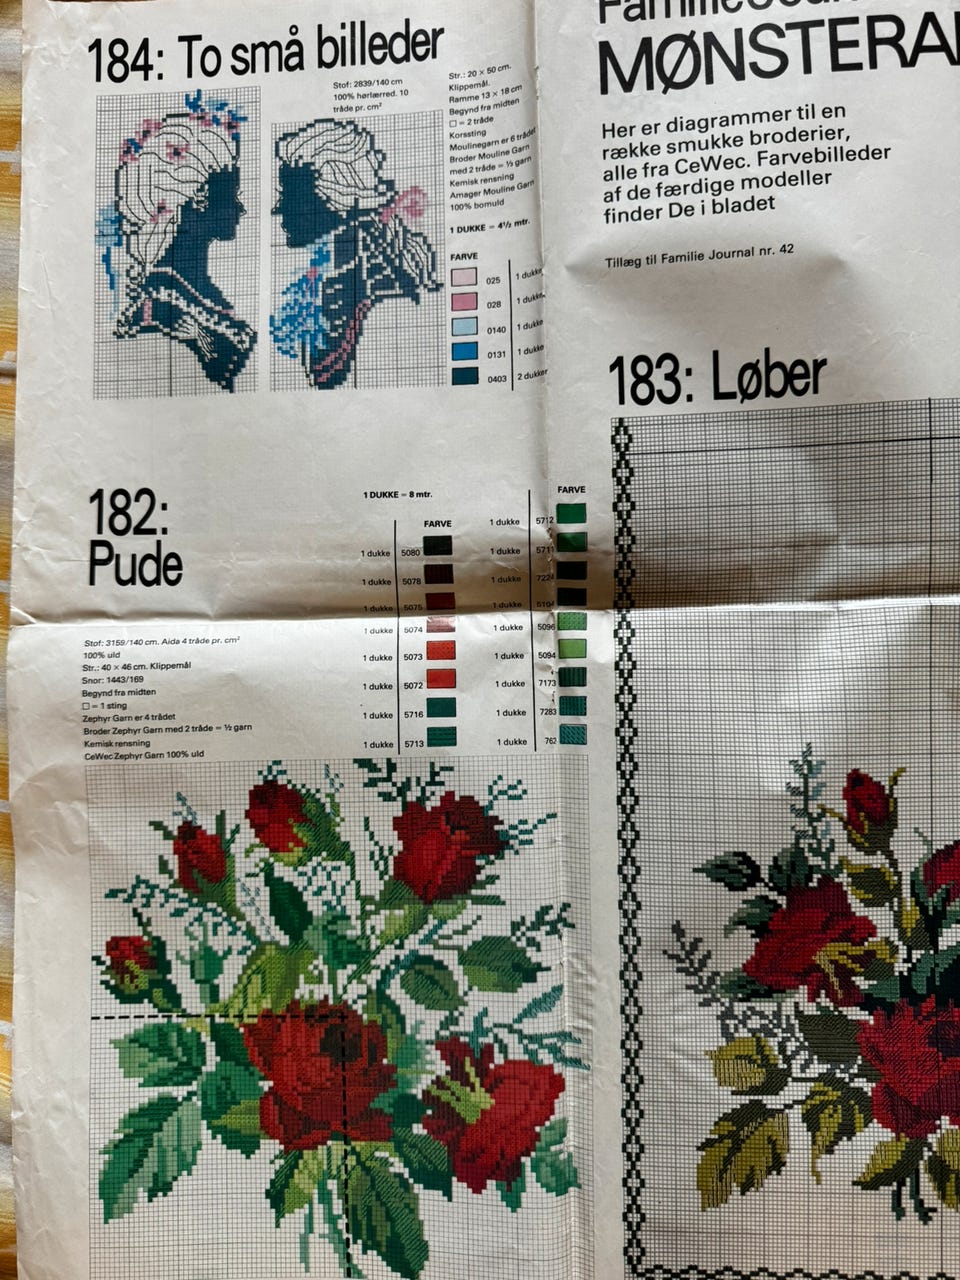 184: To små billeder
Stof: 2839/140 cm
100% hørlærred. 10
tråde pr. cm²
Str.: 20 × 50 cm.
Klippemål.
Ramme 13 × 18 cm
Begynd fra midten
□ = 2 tråde
Korssting
Moulinegarn er 6 trådet
Broder Mouline Garn
med 2 tråde = ⅓ garn
Kemisk rensning
Amager Mouline Garn
100% bomuld
1 DUKKE = 4½ mtr.
FARVE
025 1 dukke
028 1 dukke
0140 1 dukke
0131 1 dukke
0403 2 dukker
MØNSTERA
Her er diagrammer til en
række smukke broderier,
alle fra CeWec. Farvebilleder
af de færdige modeller
finder De i bladet
Tillæg til Familie Journal nr. 42
183: Løber
182:
Pude
Stof: 3159/140 cm. Aida 4 tråde pr. cm²
100% uld
Str.: 40 × 46 cm. Klippemål
Snor: 1443/169
Begynd fra midten
□ = 1 sting
Zephyr Garn er 4 trådet
Broder Zephyr Garn med 2 tråde = ½ garn
Kemisk rensning
CeWec Zephyr Garn 100% uld
1 DUKKE = 8 mtr.
FARVE
1 dukke 5080
1 dukke 5078
1 dukke 5075
1 dukke 5074
1 dukke 5073
1 dukke 5072
1 dukke 5716
1 dukke 5713
FARVE
1 dukke 5712
1 dukke 5711
1 dukke 7224
1 dukke 5104
1 dukke 5096
1 dukke 5094
1 dukke 7173
1 dukke 7283
1 dukke 762